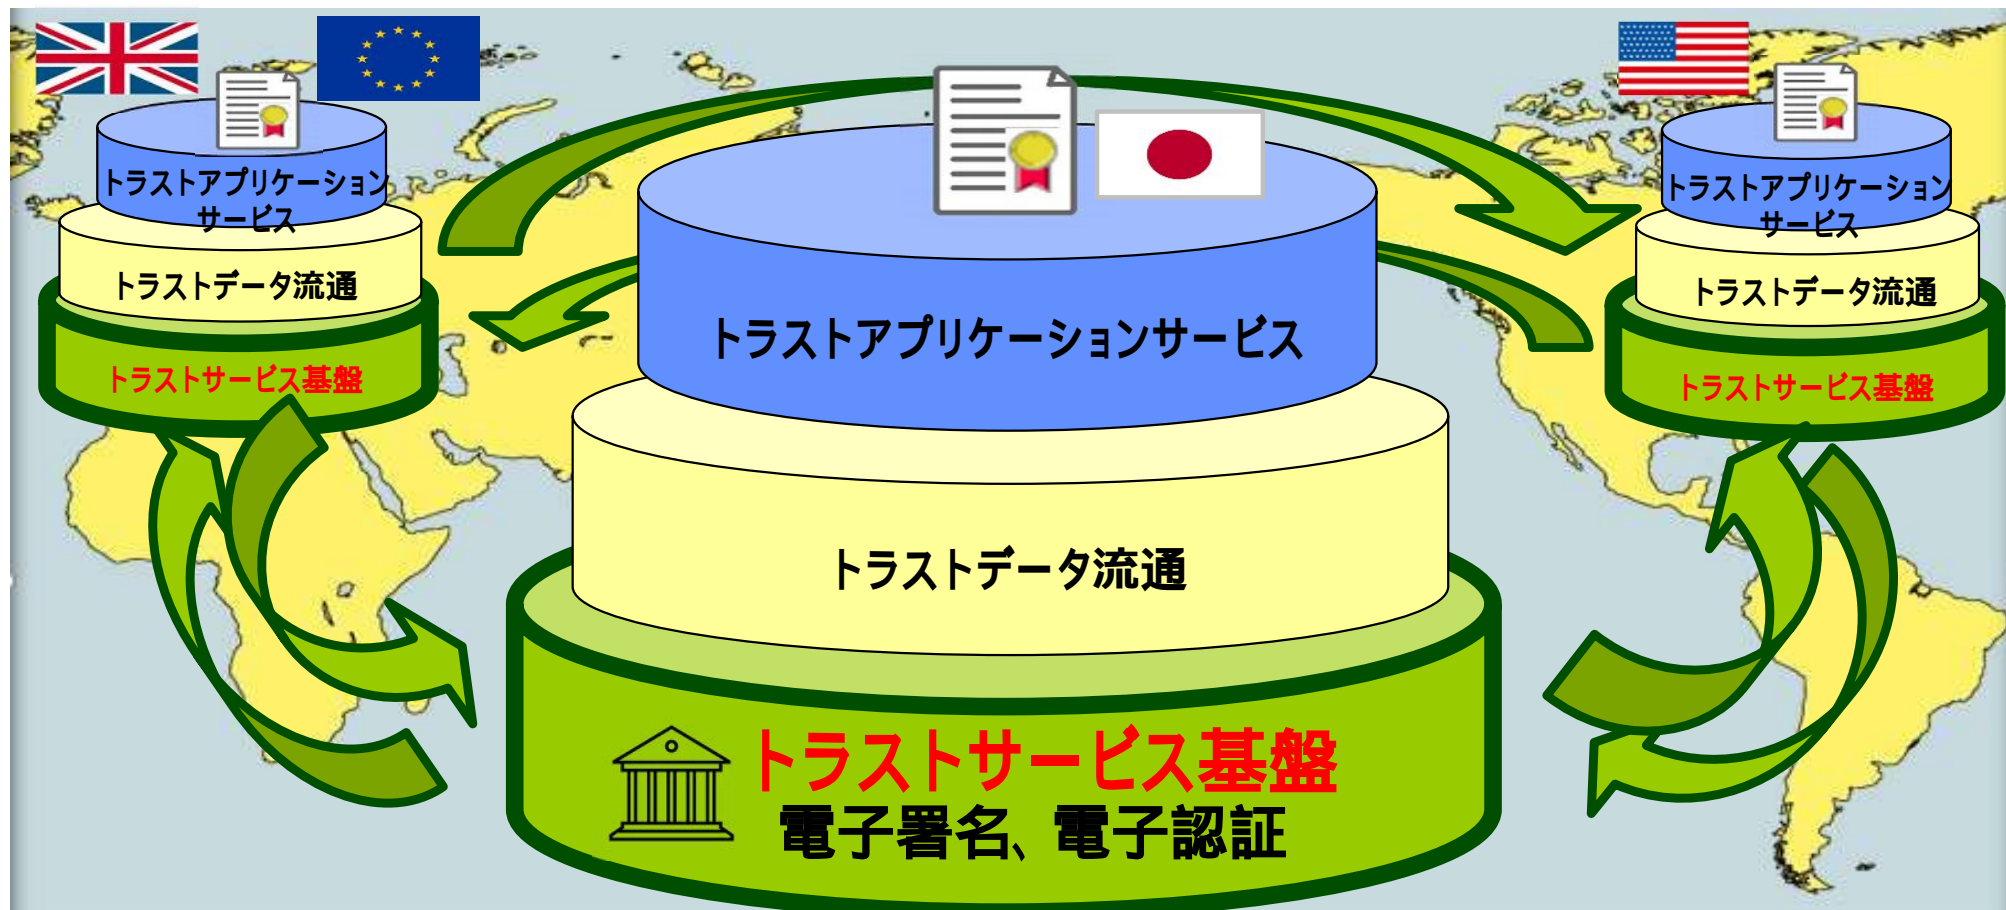 トラストアプリケーション
サービス
トラストデータ流通
トラストサービス基盤
トラストアプリケーションサービス
トラストデータ流通
トラストサービス基盤
電子署名、電子認証
トラストアプリケーション
サービス
トラストデータ流通
トラストサービス基盤